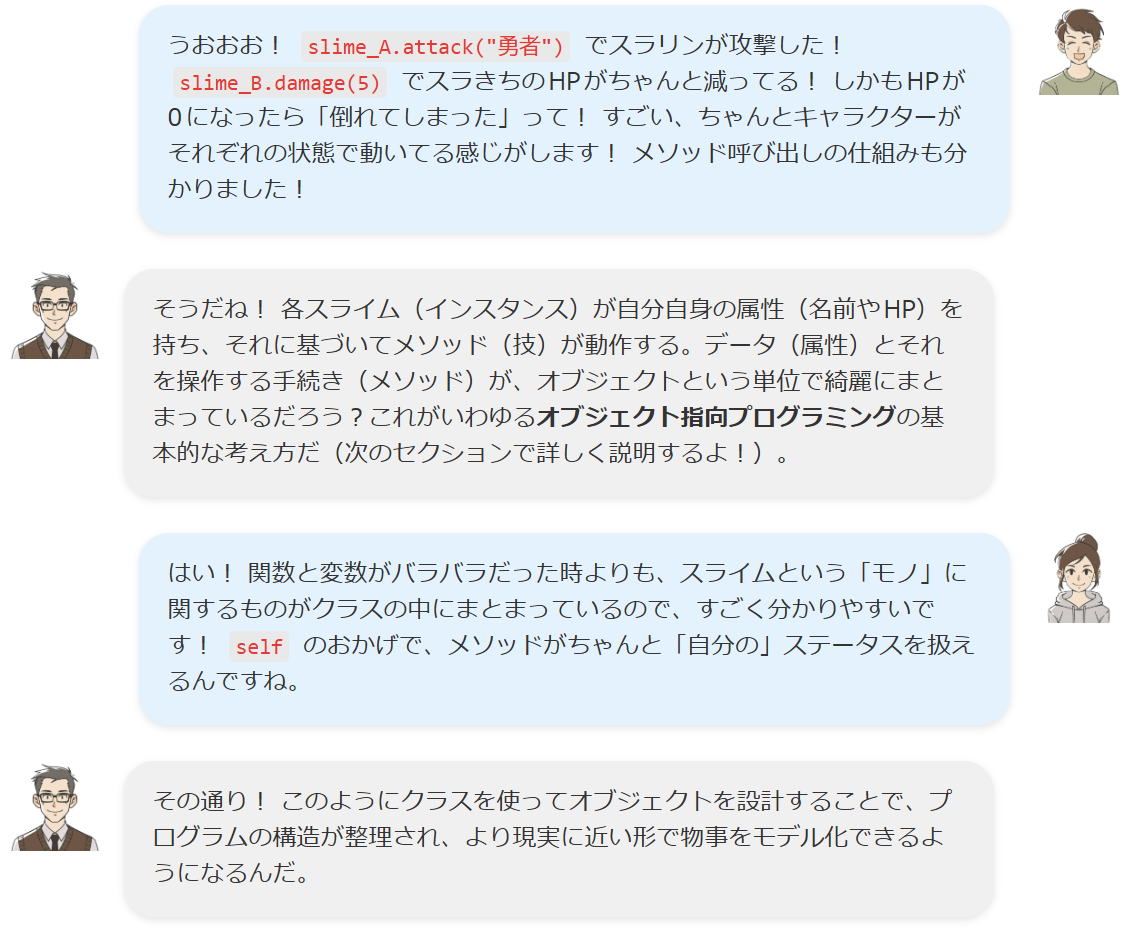 うおおお！ slime_A.attack("勇者") でスラリンが攻撃した！
slime_B.damage(5) でスラきちのHPがちゃんと減ってる！ しかもHPが
0になったら「倒れてしまった」って！ すごい、ちゃんとキャラクターが
それぞれの状態で動いてる感じがします！ メソッド呼び出しの仕組みも分
かりました！
そうだね！ 各スライム（インスタンス）が自分自身の属性（名前やHP）を
持ち、それに基づいてメソッド（技）が動作する。データ（属性）とそれ
を操作する手続き（メソッド）が、オブジェクトという単位で綺麗にまと
まっているだろう？これがいわゆるオブジェクト指向プログラミングの基
本的な考え方だ（次のセクションで詳しく説明するよ！）。
はい！ 関数と変数がバラバラだった時よりも、スライムという「モノ」に
関するものがクラスの中にまとまっているので、すごく分かりやすいで
す！ self のおかげで、メソッドがちゃんと「自分の」ステータスを扱え
るんですね。
その通り！ このようにクラスを使ってオブジェクトを設計することで、プ
ログラムの構造が整理され、より現実に近い形で物事をモデル化できるよ
うになるんだ。